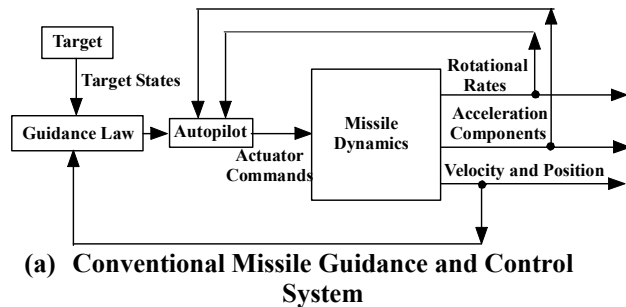 Target
Target States
Guidance Law
Autopilot
Actuator
Commands
Missile
Dynamics
Rotational
Rates
Acceleration
Components
Velocity and Position
(a) Conventional Missile Guidance and Control
System